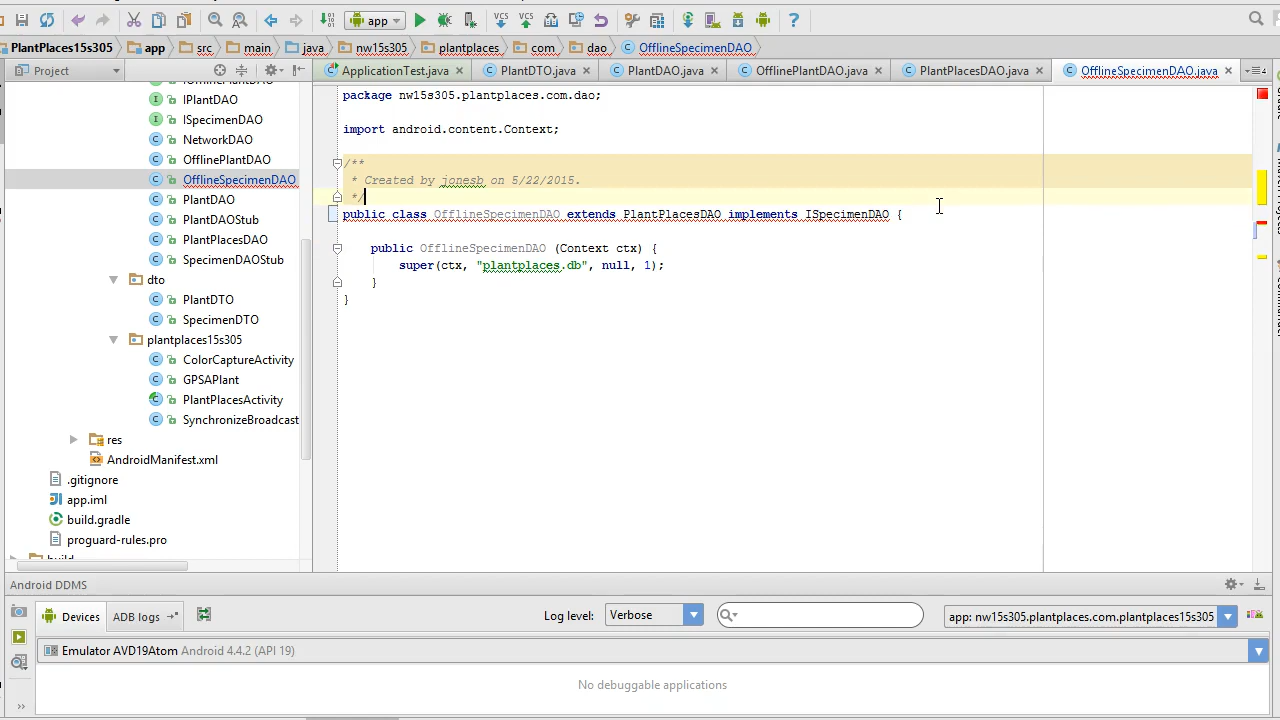 app
PlantPlaces15s305
app
src
main
java
nw15s305
plantplaces
com
dao
OfflineSpecimenDAO
Project
ApplicationTest.java
PlantDTO.java
PlantDAO.java
OfflinePlantDAO.java
PlantPlacesDAO.java
OfflineSpecimenDAO.java
IPlantDAO
ISpecimenDAO
NetworkDAO
OfflinePlantDAO
OfflineSpecimenDAO
PlantDAO
PlantDAOStub
PlantPlacesDAO
SpecimenDAOStub
dto
PlantDTO
SpecimenDTO
plantplaces15s305
ColorCaptureActivity
GPSAPlant
PlantPlacesActivity
SynchronizeBroadcast
res
AndroidManifest.xml
.gitignore
app.iml
build.gradle
proguard-rules.pro
package nw15s305.plantplaces.com.dao;
import android.content.Context;
/**
* Created by jonesb on 5/22/2015.
*/
public class OfflineSpecimenDAO extends PlantPlacesDAO implements ISpecimenDAO {
public OfflineSpecimenDAO (Context ctx) {
super(ctx, "plantplaces.db", null, 1);
}
}
Android DDMS
Devices
ADB logs
Log level:
Verbose
app: nw15s305.plantplaces.com.plantplaces15s305
Emulator AVD19Atom Android 4.4.2 (API 19)
No debuggable applications